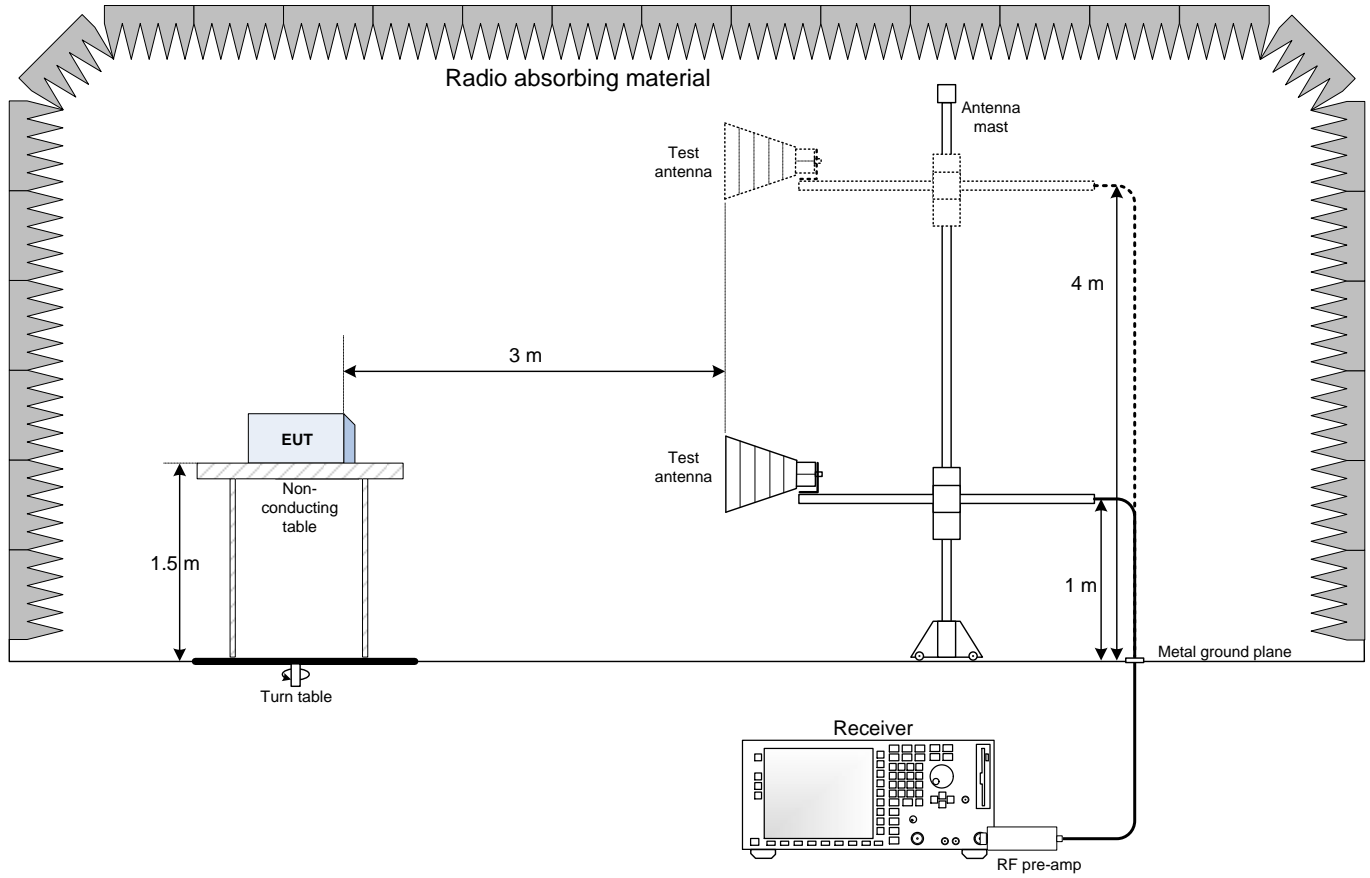 Radio absorbing material
Antenna
mast
Test
antenna
4 m
3 m
EUT
Test
antenna
Non-
conducting
table
1.5 m
1 m
Metal ground plane
Turn table
Receiver
RF pre-amp